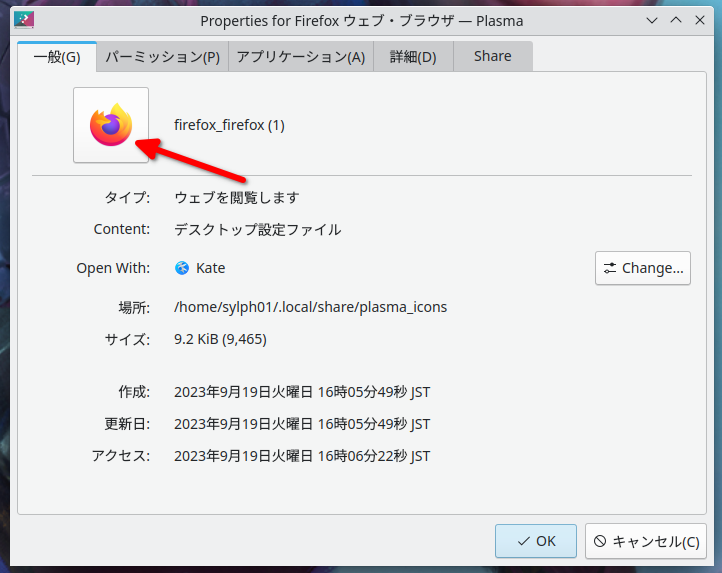 Properties for Firefox ウェブ・ブラウザ — Plasma
一般(G) パーミッション(P) アプリケーション(A) 詳細(D) Share
firefox_firefox (1)
タイプ: ウェブを閲覧します
Content: デスクトップ設定ファイル
Open With: Kate Change...
場所: /home/sylph01/.local/share/plasma_icons
サイズ: 9.2 KiB (9,465)
作成: 2023年9月19日火曜日 16時05分49秒 JST
更新日: 2023年9月19日火曜日 16時05分49秒 JST
アクセス: 2023年9月19日火曜日 16時06分22秒 JST
OK キャンセル(C)